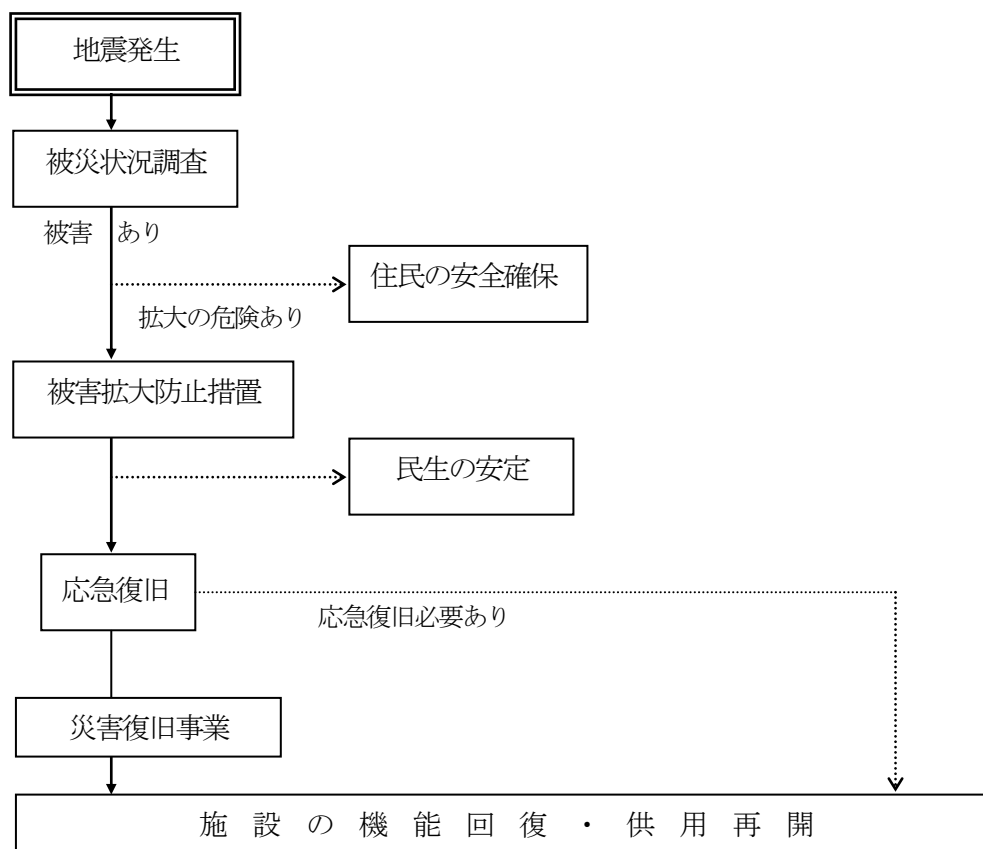 地震発生
被災状況調査
被害 あり
住民の安全確保
拡大の危険あり
被害拡大防止措置
民生の安定
応急復旧
応急復旧必要あり
災害復旧事業
施設の機能回復・供用再開